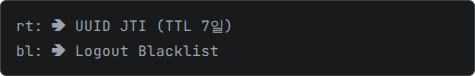 rt: ➔ UUID JTI (TTL 7일)
bl: ➔ Logout Blacklist